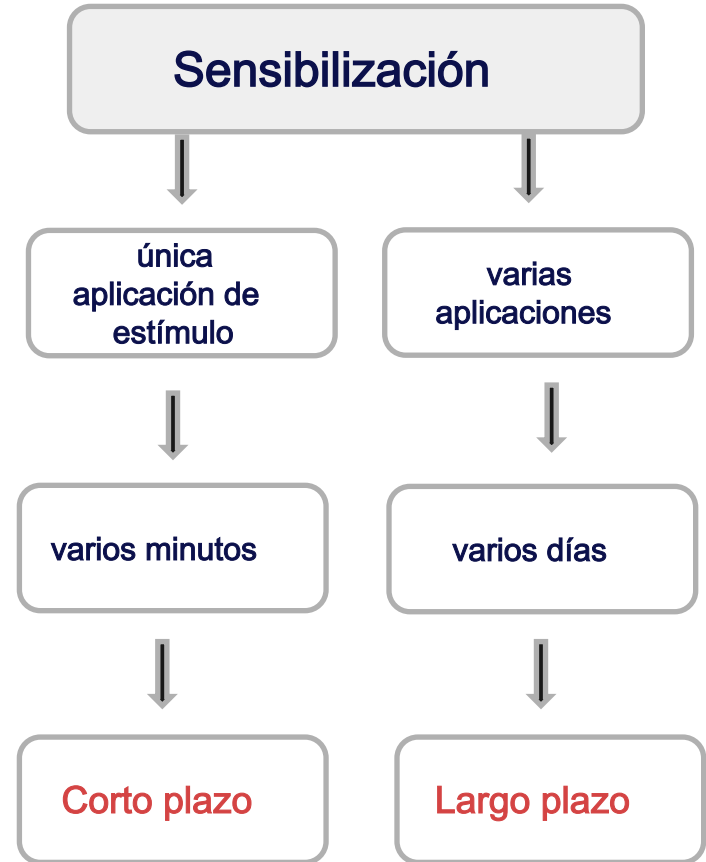 Sensibilización
única
aplicación de
estímulo
varias
aplicaciones
varios minutos
varios días
Corto plazo
Largo plazo